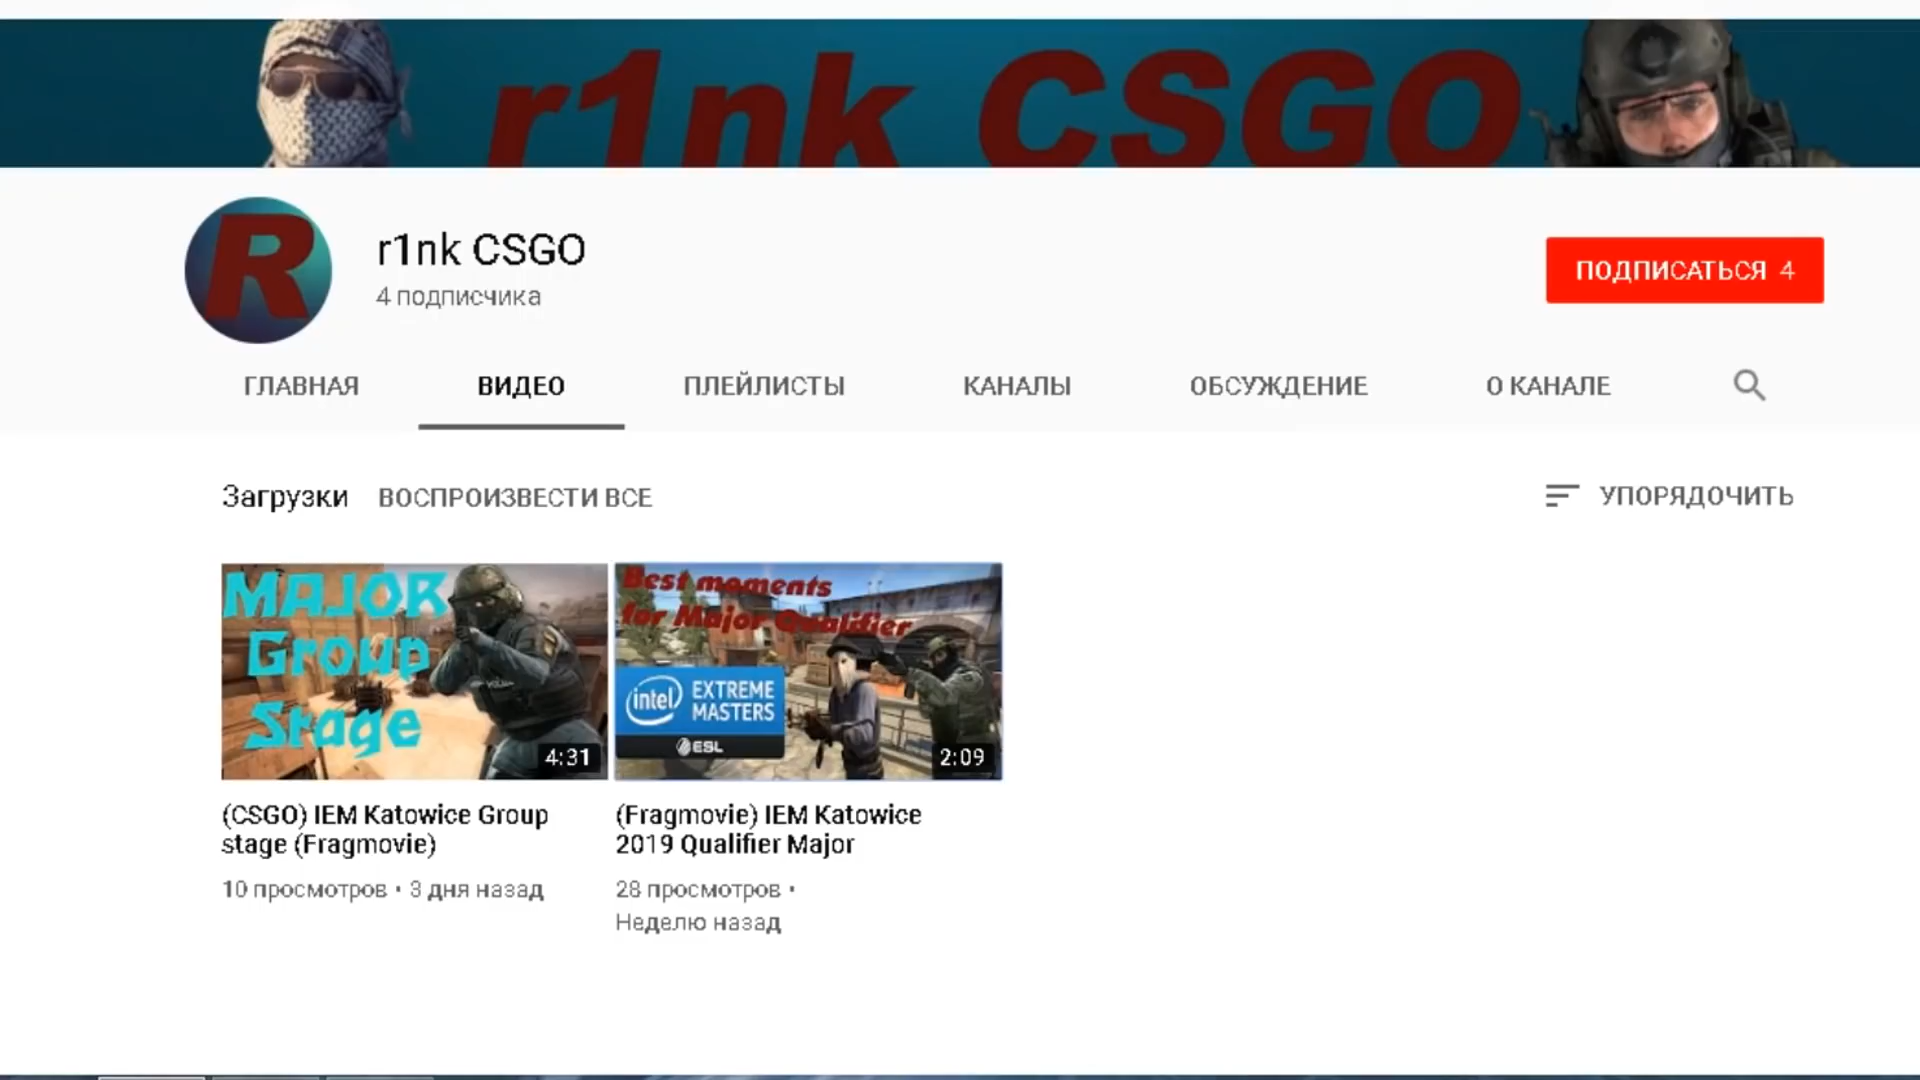 r1nk CSGO
R
r1nk CSGO
4 подписчика
ПОДПИСАТЬСЯ 4
ГЛАВНАЯ
ВИДЕО
ПЛЕЙЛИСТЫ
КАНАЛЫ
ОБСУЖДЕНИЕ
О КАНАЛЕ
Загрузки
ВОСПРОИЗВЕСТИ ВСЕ
УПОРЯДОЧИТЬ
MAJOR
Group
Stage
4:31
(CSGO) IEM Katowice Group
stage (Fragmovie)
10 просмотров • 3 дня назад
Best moments
for Major Qualifier
intel EXTREME
MASTERS
ESL
2:09
(Fragmovie) IEM Katowice
2019 Qualifier Major
28 просмотров •
Неделю назад